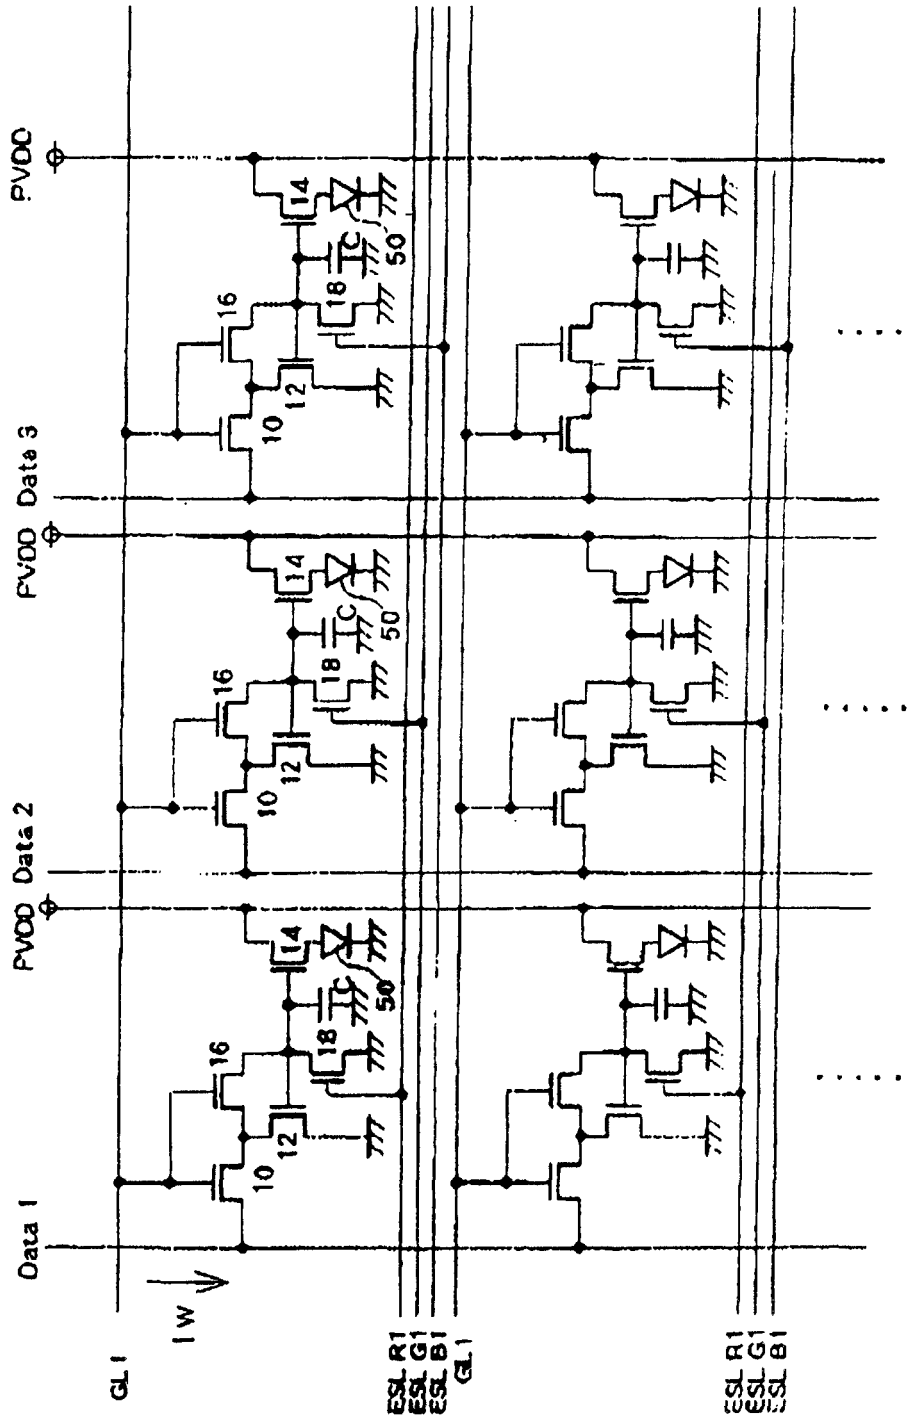 Data 1
PVDD
Data 2
PVDD
Data 3
PVDD
GL1
IW
10
16
12
18
C
14
50
10
16
12
18
C
14
50
10
16
12
18
C
14
50
ESL R1
ESL G1
ESL B1
GL1
ESL R1
ESL G1
ESL B1